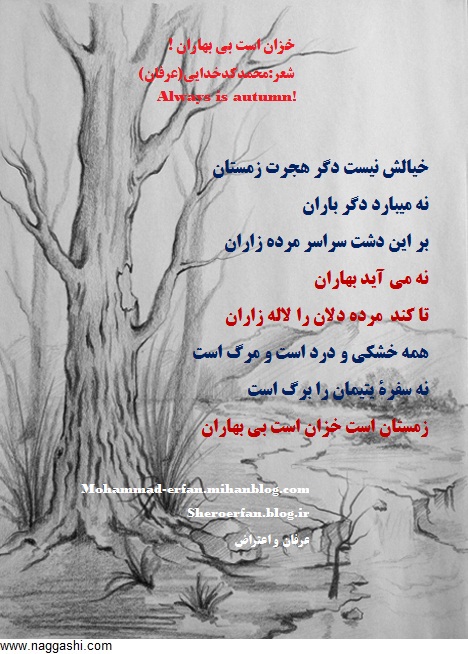 خزان است بی بهاران !
شعر:محمدکدخدایی(عرفان)
Always is autumn!
خیالش نیست دگر هجرت زمستان
نه میبارد دگر باران
بر این دشت سراسر مرده زاران
نه می آید بهاران
تا کند مرده دلان را لاله زاران
همه خشکی و درد است و مرگ است
نه سفرهٔ یتیمان را برگ است
زمستان است خزان است بی بهاران
Mohammad-erfan.mihanblog.com
Sheroerfan.blog.ir
عرفان و اعتراض
www.naggashi.com